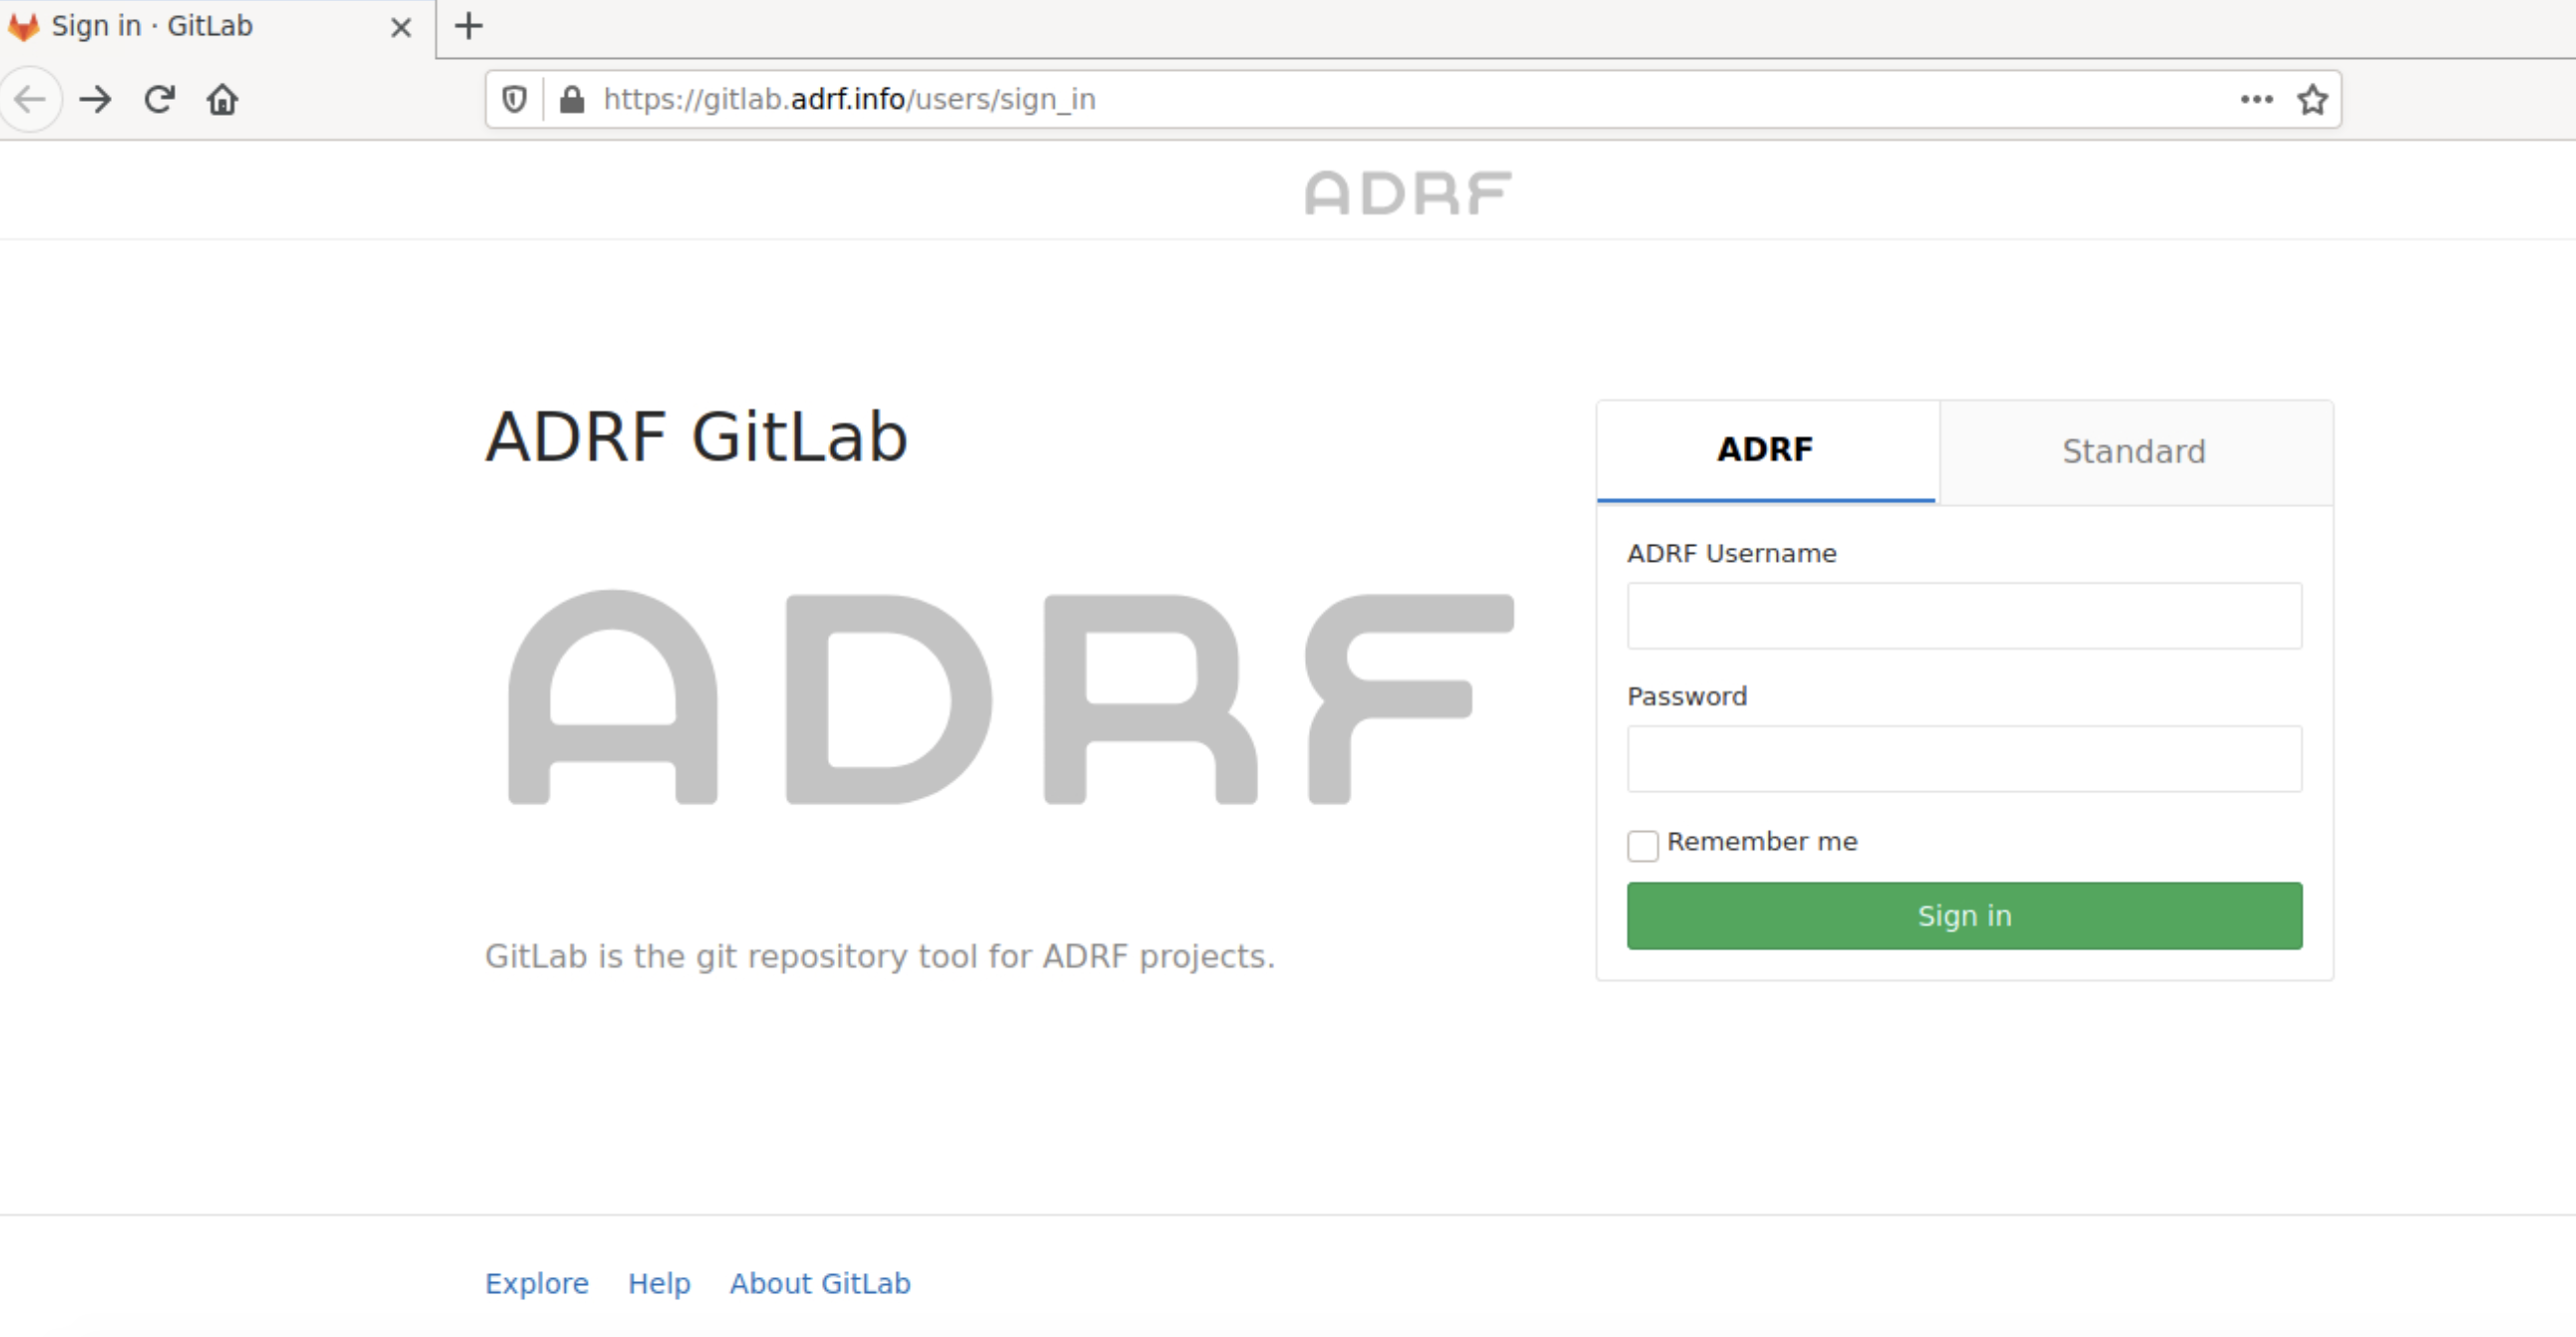 Sign in · GitLab
https://gitlab.adrf.info/users/sign_in
ADRF
ADRF GitLab
ADRF
GitLab is the git repository tool for ADRF projects.
ADRF Standard
ADRF Username
Password
Remember me
Sign in
Explore Help About GitLab